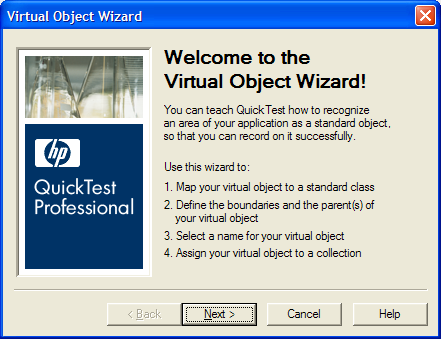 Virtual Object Wizard
Welcome to the
Virtual Object Wizard!
You can teach QuickTest how to recognize
an area of your application as a standard object,
so that you can record on it successfully.
hp
QuickTest
Professional
Use this wizard to:
1. Map your virtual object to a standard class
2. Define the boundaries and the parent(s) of
your virtual object
3. Select a name for your virtual object
4. Assign your virtual object to a collection
< Back
Next >
Cancel
Help